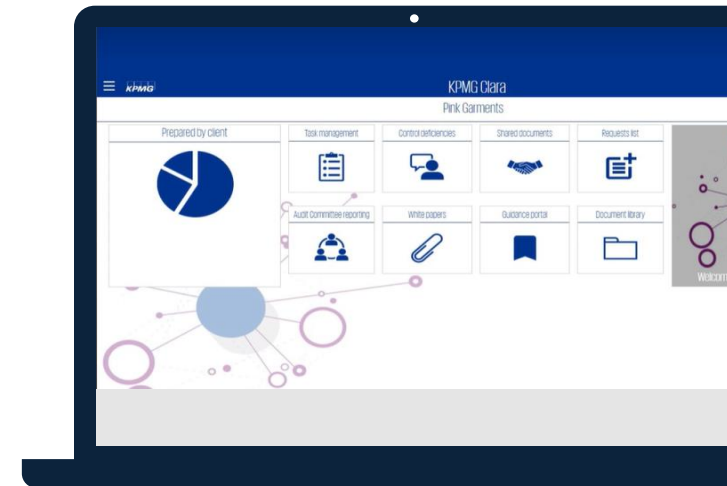 KPMG
KPMG Clara
Pink Garments
Prepared by client
Task management
Control deficiencies
Shared documents
Requests list
Audit Committee reporting
White papers
Guidance portal
Document library
Welcom